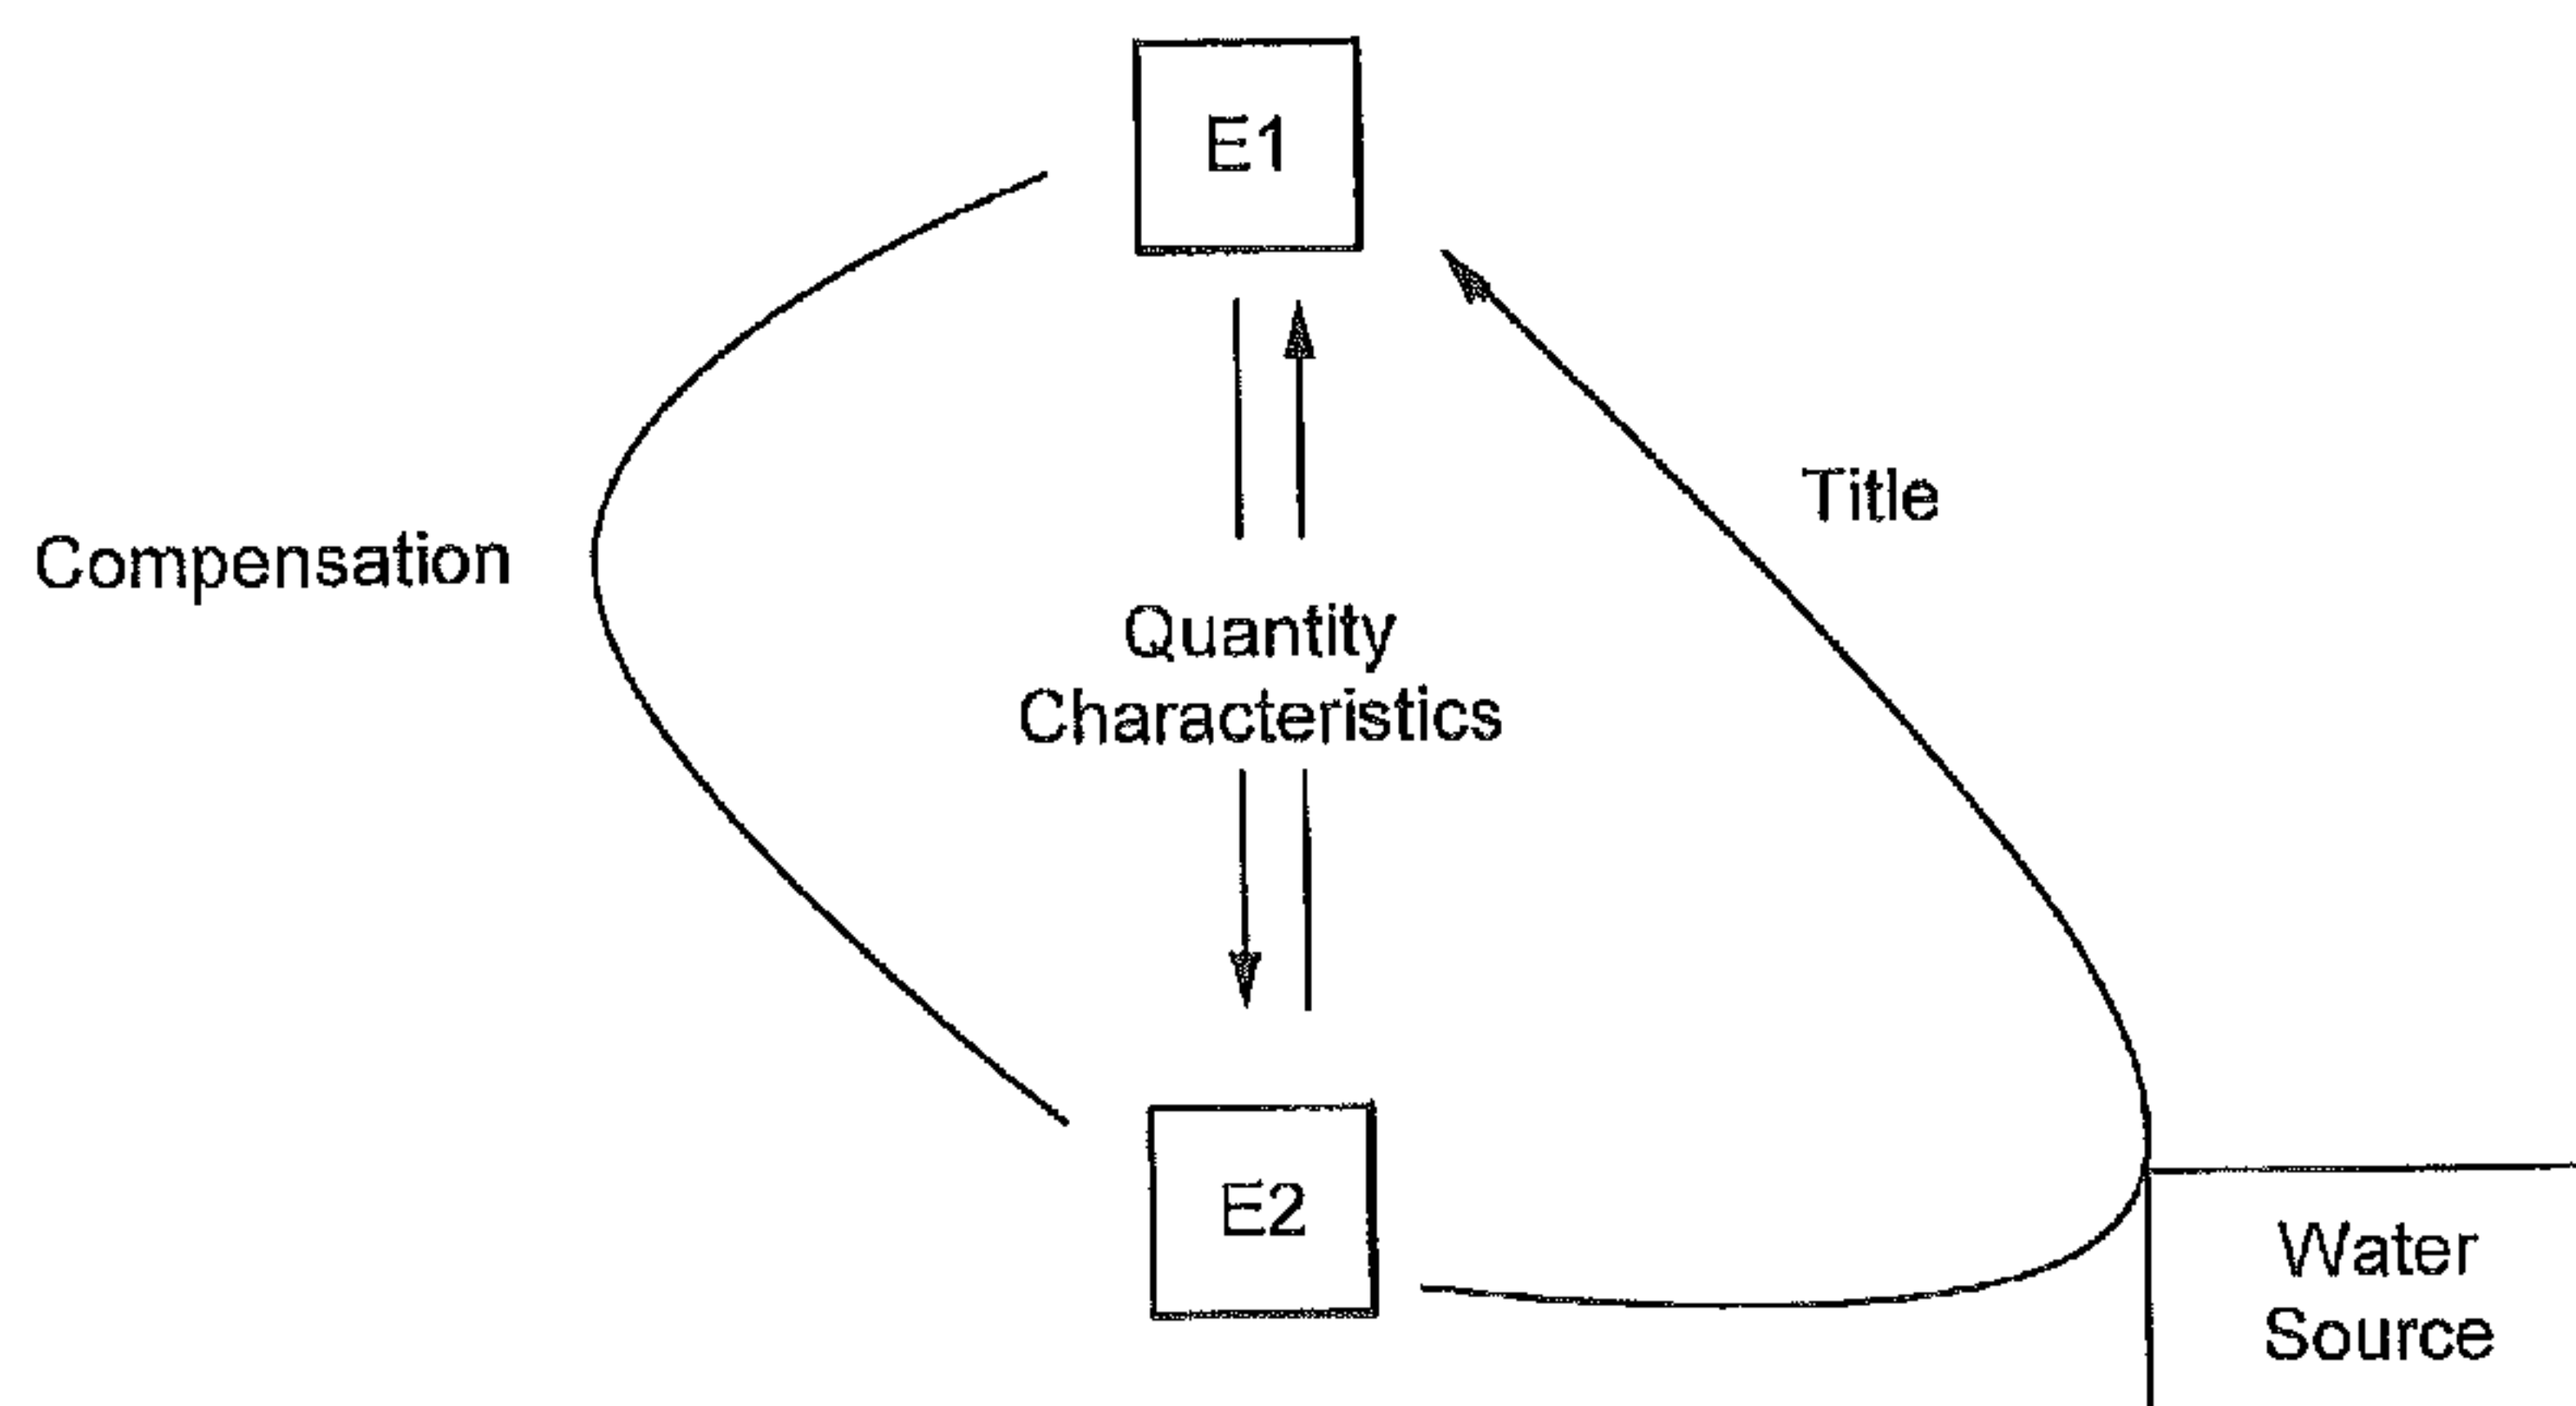 E1
Title
Compensation
Quantity
Characteristics
E2
Water
Source